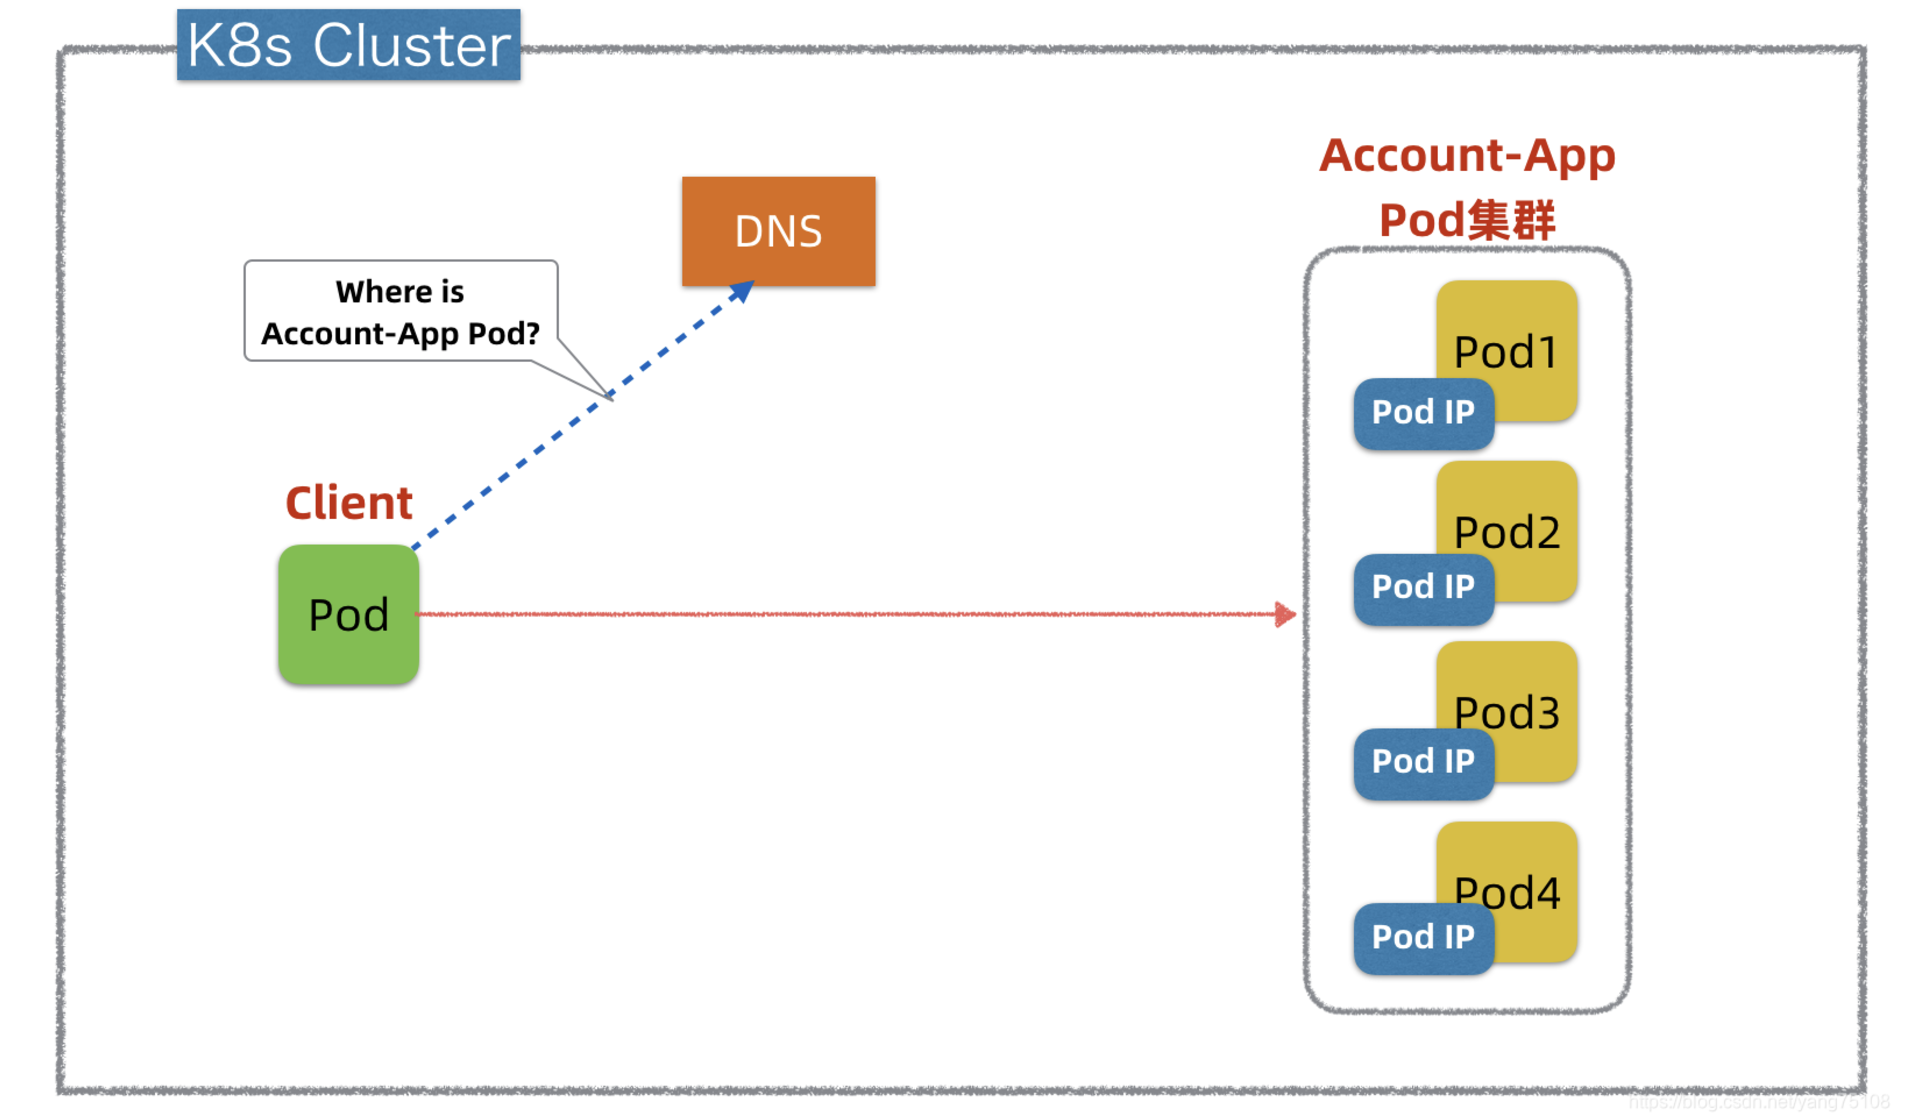 K8s Cluster
Account-App
Pod集群
DNS
Where is
Account-App Pod?
Pod1
Pod IP
Pod2
Pod IP
Client
Pod
Pod3
Pod IP
Pod4
Pod IP
https://blog.csdn.net/yang75108